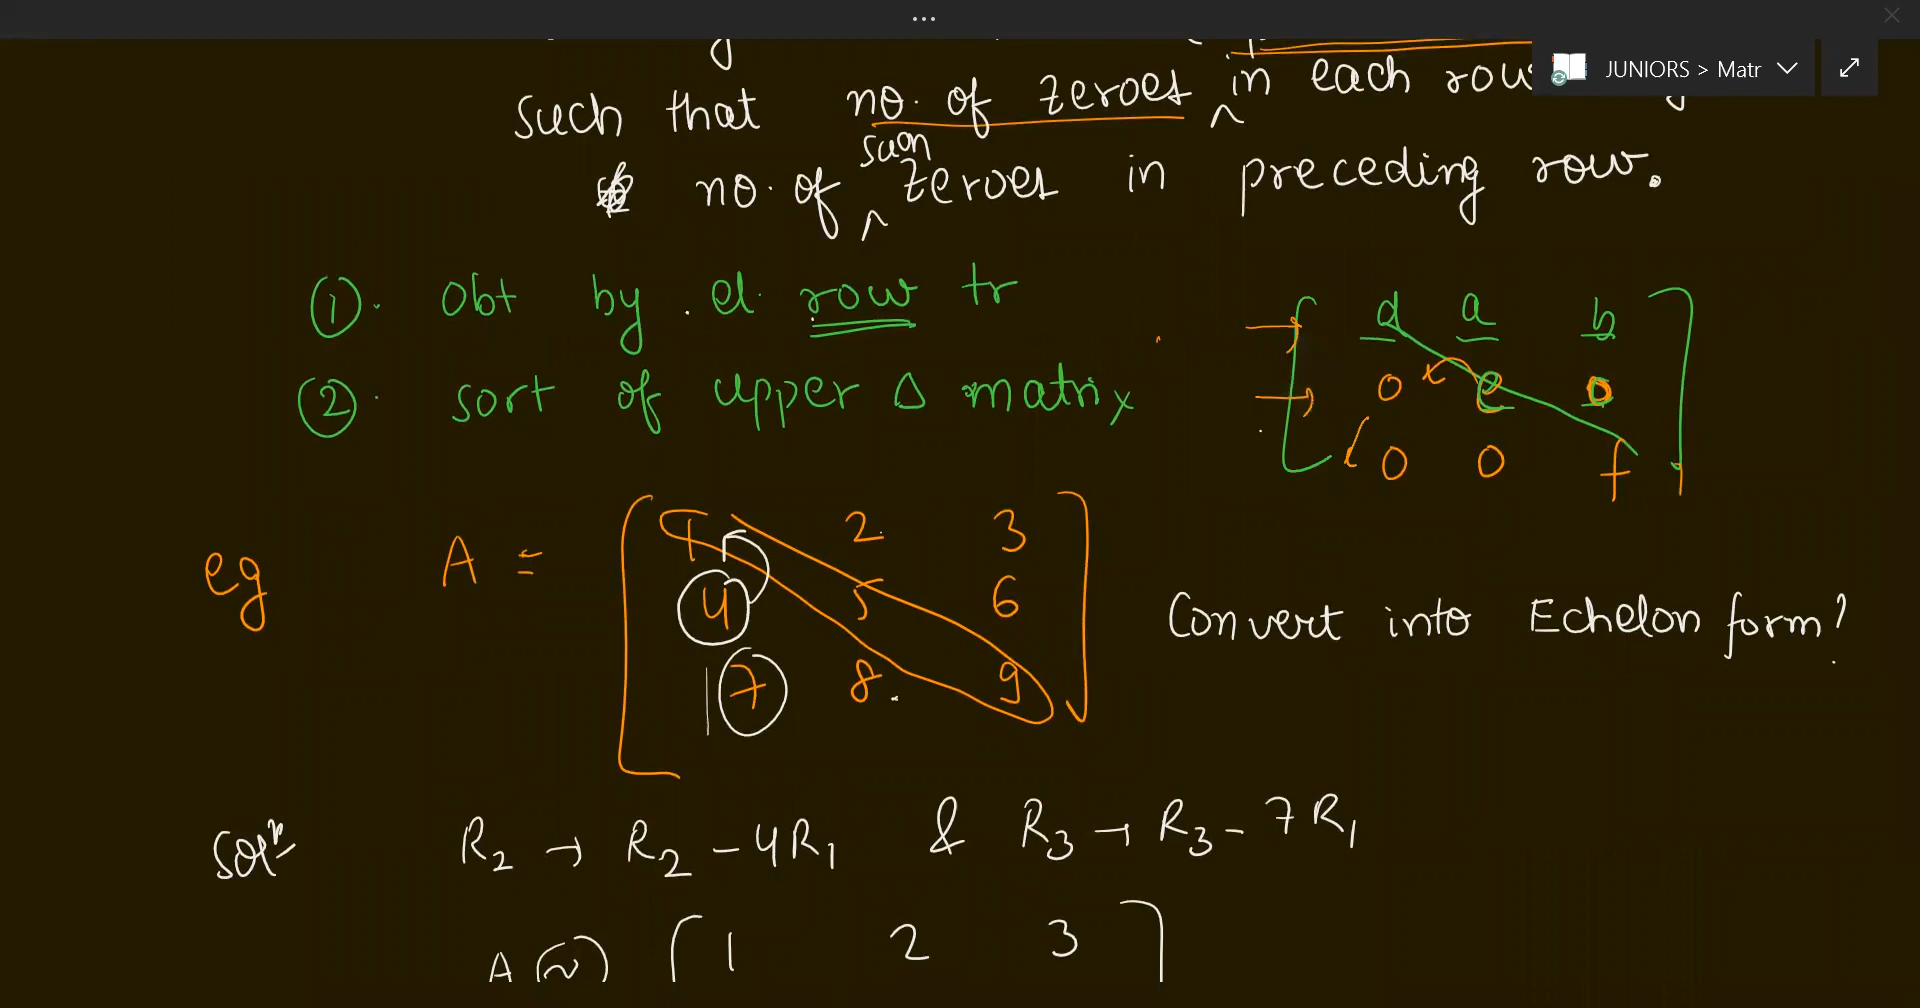 ...
JUNIORS > Matr
such that no. of zeroes ^ in each row
no. of ^ such zeroes in preceding row.
①. Obt by el. row tr
②. sort of upper Δ matrix
d a b
0 e 0
0 0 f
eg A = 1 2 3
4 5 6
7 8 9
Convert into Echelon form?
Solⁿ R₂ → R₂ - 4R₁ & R₃ → R₃ - 7R₁
A (~) [ 1 2 3 ]